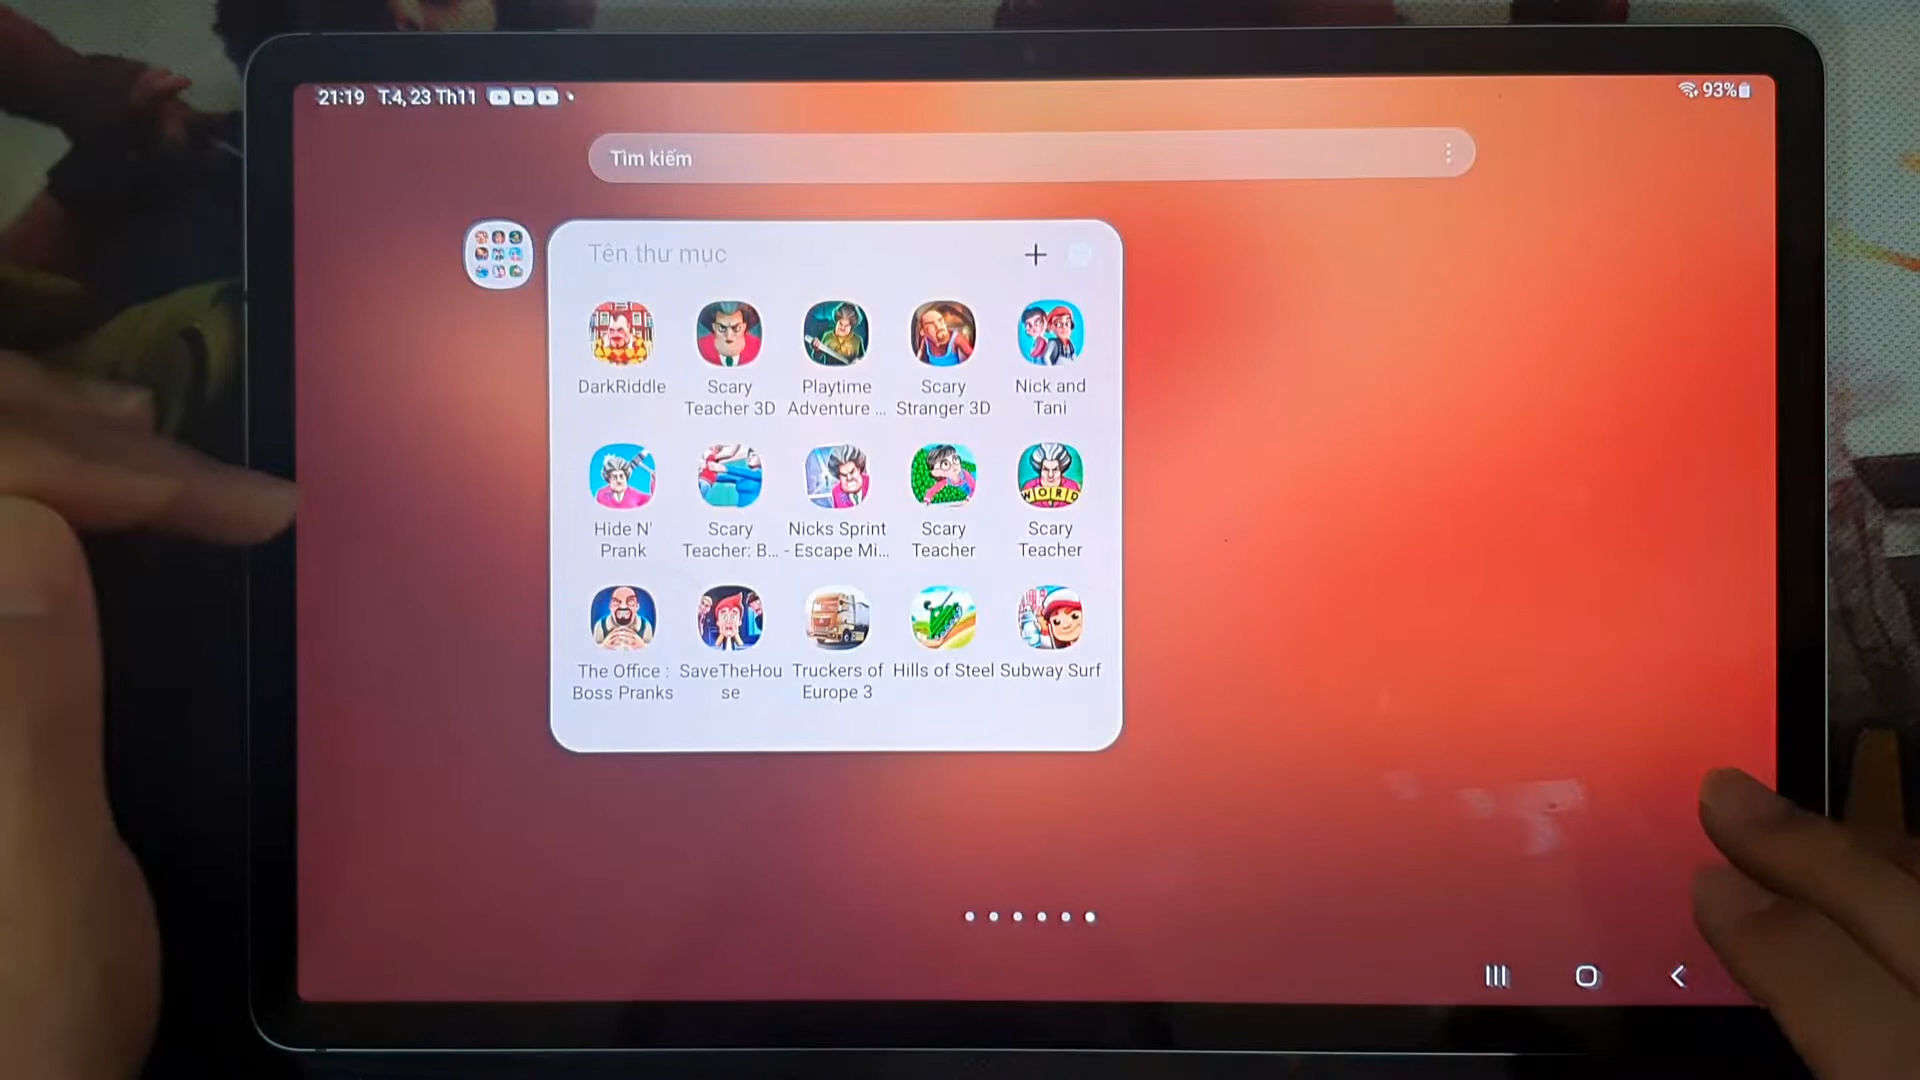 21:19 T.4, 23 Th11
93%
Tìm kiếm
Tên thư mục
DarkRiddle
Scary
Teacher 3D
Playtime
Adventure ...
Scary
Stranger 3D
Nick and
Tani
Hide N'
Prank
Scary
Teacher: B...
Nicks Sprint
- Escape Mi...
Scary
Teacher
WORD
Scary
Teacher
The Office :
Boss Pranks
SaveTheHou
se
Truckers of
Europe 3
Hills of Steel
Subway Surf